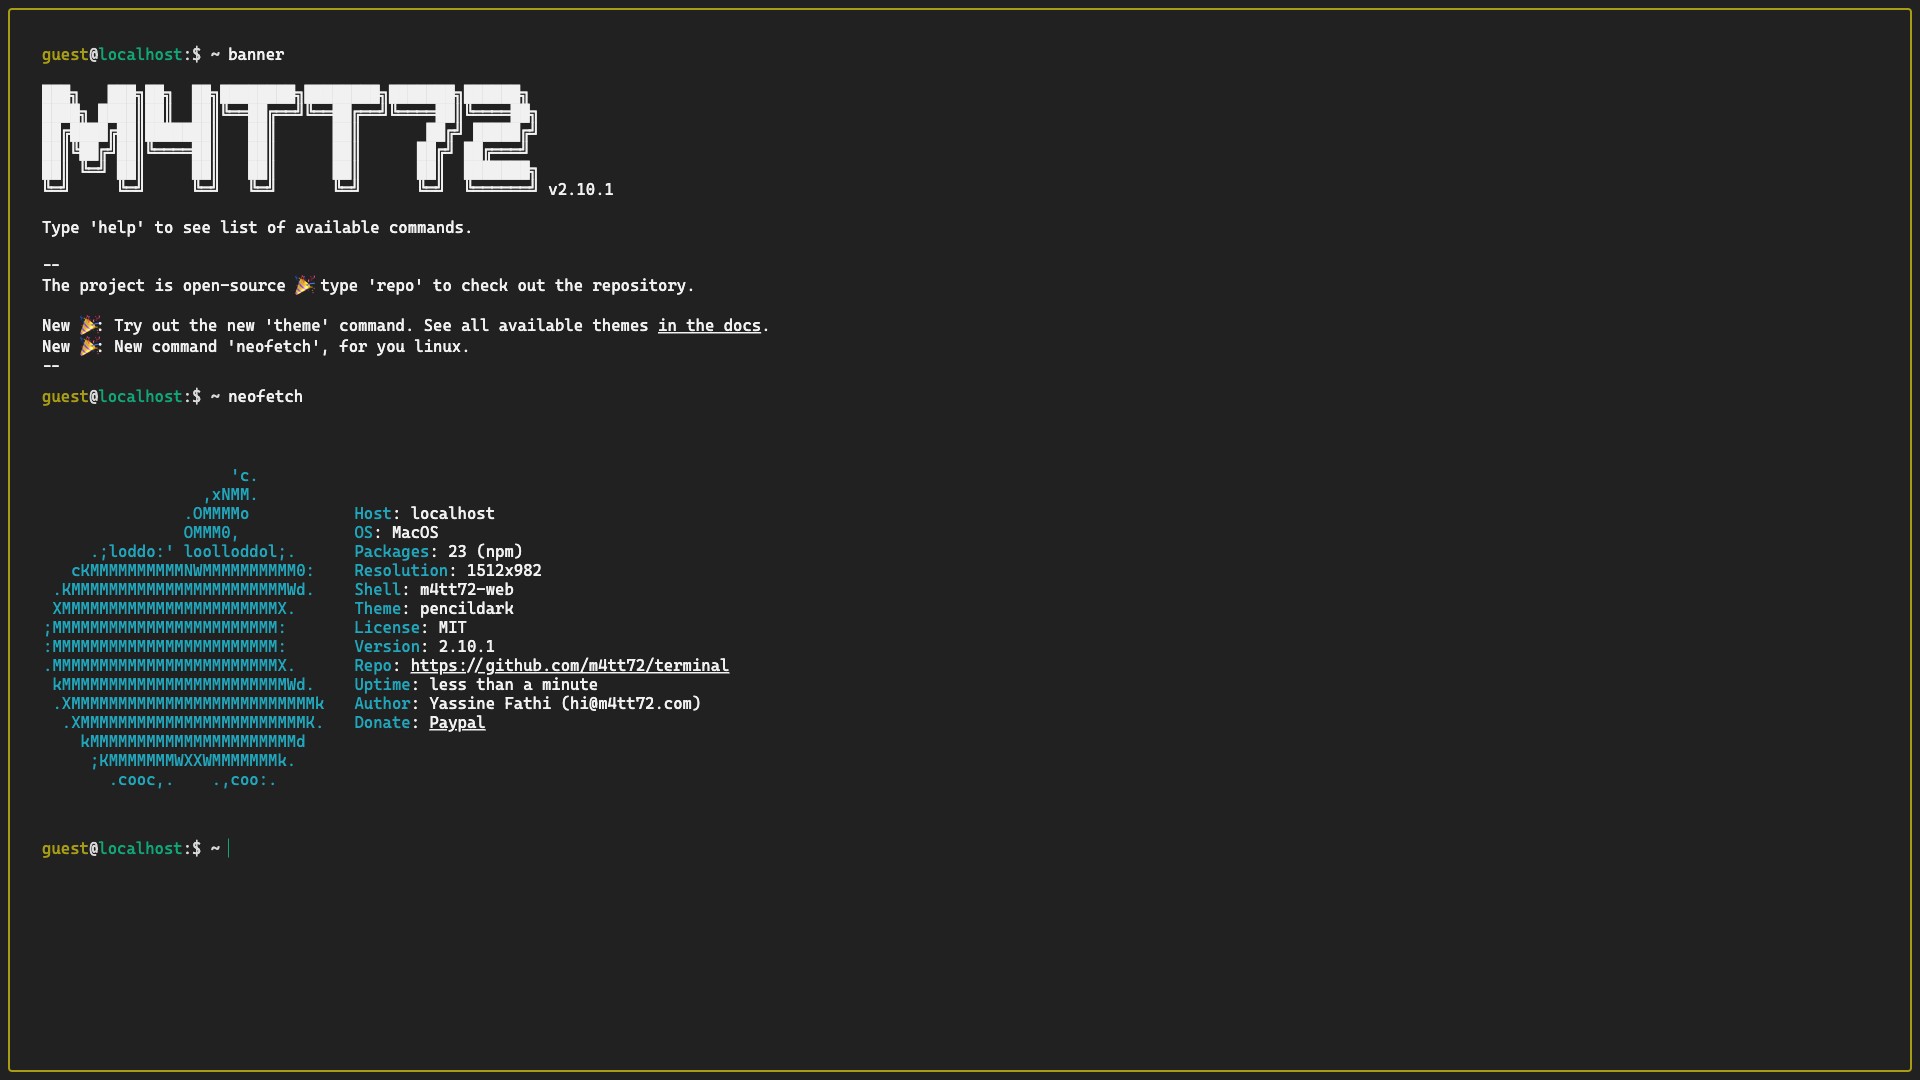 guest@localhost:$ ~ banner
M4TT72 v2.10.1
Type 'help' to see list of available commands.
--
The project is open-source 🎉 type 'repo' to check out the repository.
New 🎉: Try out the new 'theme' command. See all available themes in the docs.
New 🎉: New command 'neofetch', for you linux.
--
guest@localhost:$ ~ neofetch
'c.
,xNMM.
.OMMMMo Host: localhost
OMMM0, OS: MacOS
.;loddo:' loolloddol;. Packages: 23 (npm)
cKMMMMMMMMMMNWMMMMMMMMMM0: Resolution: 1512x982
.KMMMMMMMMMMMMMMMMMMMMMMMWd. Shell: m4tt72-web
XMMMMMMMMMMMMMMMMMMMMMMMX. Theme: pencildark
;MMMMMMMMMMMMMMMMMMMMMMMM: License: MIT
:MMMMMMMMMMMMMMMMMMMMMMMM: Version: 2.10.1
.MMMMMMMMMMMMMMMMMMMMMMMMX. Repo: https://github.com/m4tt72/terminal
kMMMMMMMMMMMMMMMMMMMMMMMMWd. Uptime: less than a minute
.XMMMMMMMMMMMMMMMMMMMMMMMMMMk Author: Yassine Fathi (hi@m4tt72.com)
.XMMMMMMMMMMMMMMMMMMMMMMMMK. Donate: Paypal
kMMMMMMMMMMMMMMMMMMMMMMd
;KMMMMMMMWXXWMMMMMMMk.
.cooc,. .,coo:.
guest@localhost:$ ~